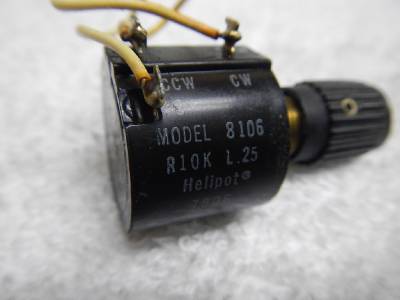 CCW CW
MODEL 8106
R10K L.25
Helipot®